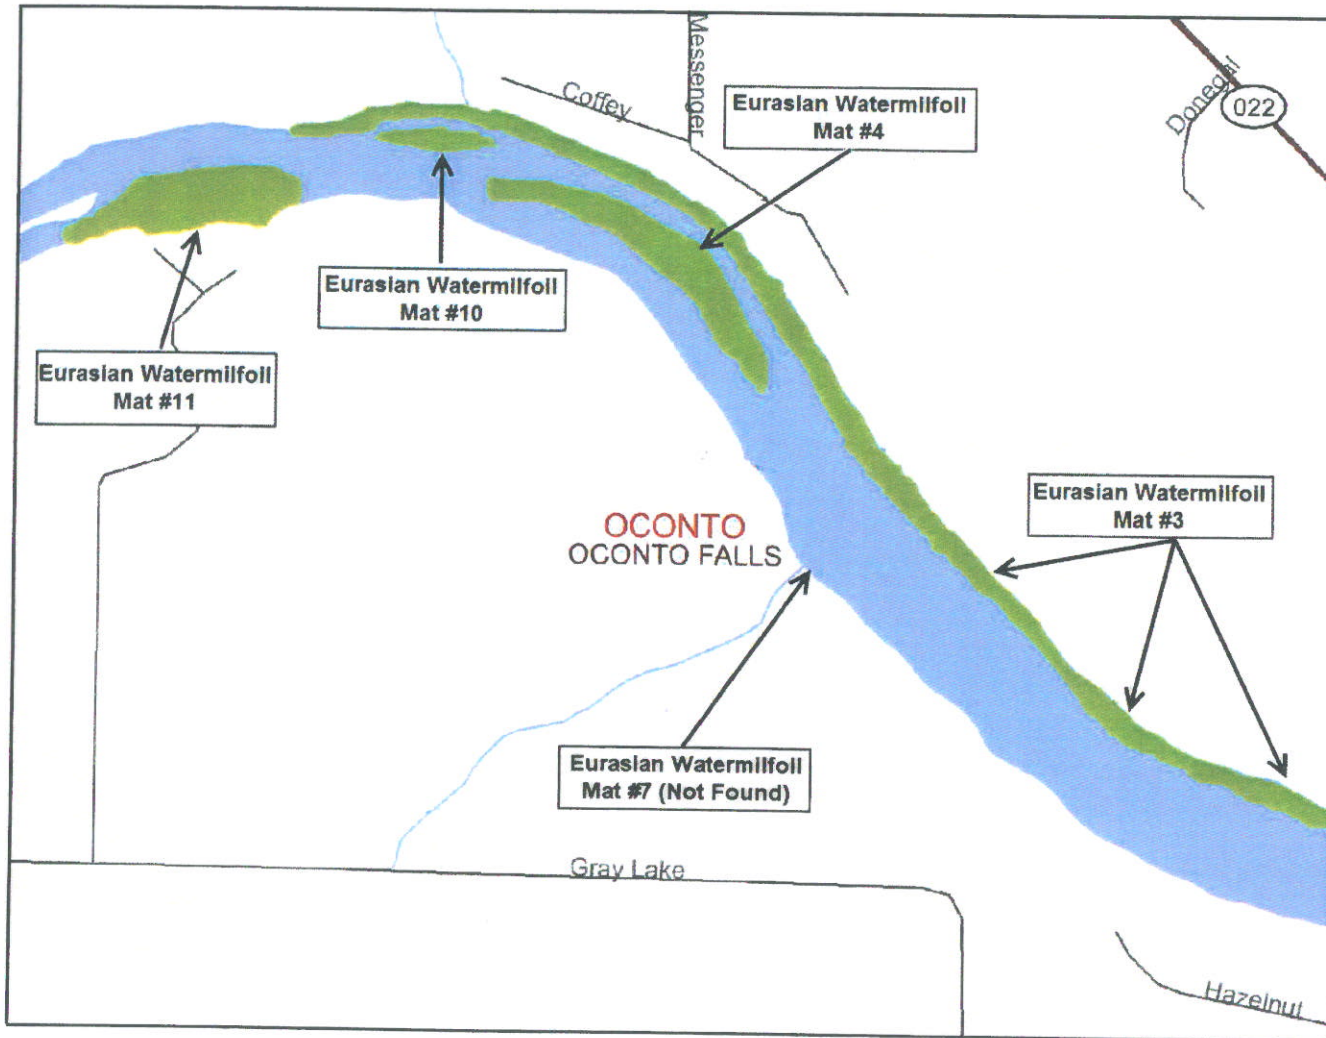 Messenger
Coffey
Eurasian Watermilfoil
Mat #4
Donegal
022
Eurasian Watermilfoil
Mat #10
Eurasian Watermilfoil
Mat #11
Eurasian Watermilfoil
Mat #3
OCONTO
OCONTO FALLS
Eurasian Watermilfoil
Mat #7 (Not Found)
Gray Lake
Hazelnut